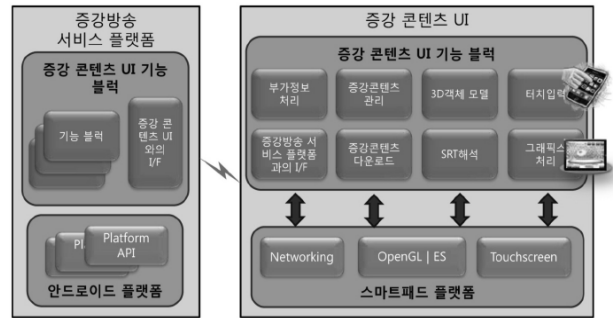 증강방송
서비스 플랫폼
증강 콘텐츠 UI 기능
블럭
기능 블럭
증강 콘
텐츠 UI
와의
I/F
Platform
API
안드로이드 플랫폼
증강 콘텐츠 UI
증강 콘텐츠 UI 기능 블럭
부가정보
처리
증강콘텐츠
관리
3D객체 모델
터치입력
증강방송 서
비스 플랫폼
과의 I/F
증강콘텐츠
다운로드
SRT해석
그래픽스
처리
Networking
OpenGL | ES
Touchscreen
스마트패드 플랫폼